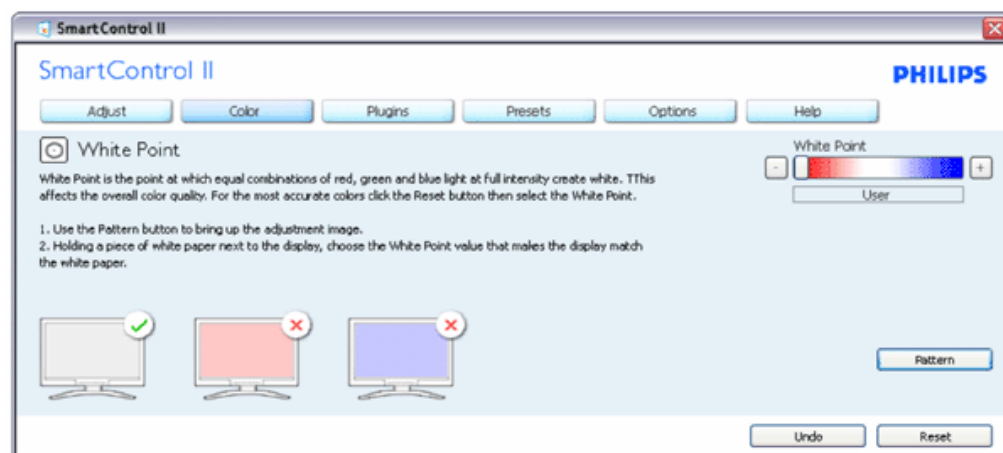 SmartControl II
SmartControl II
PHILIPS
Adjust Color Plugins Presets Options Help
White Point
White Point is the point at which equal combinations of red, green and blue light at full intensity create white. TThis
affects the overall color quality. For the most accurate colors click the Reset button then select the White Point.
1. Use the Pattern button to bring up the adjustment image.
2. Holding a piece of white paper next to the display, choose the White Point value that makes the display match
the white paper.
White Point
- +
User
Pattern
Undo Reset